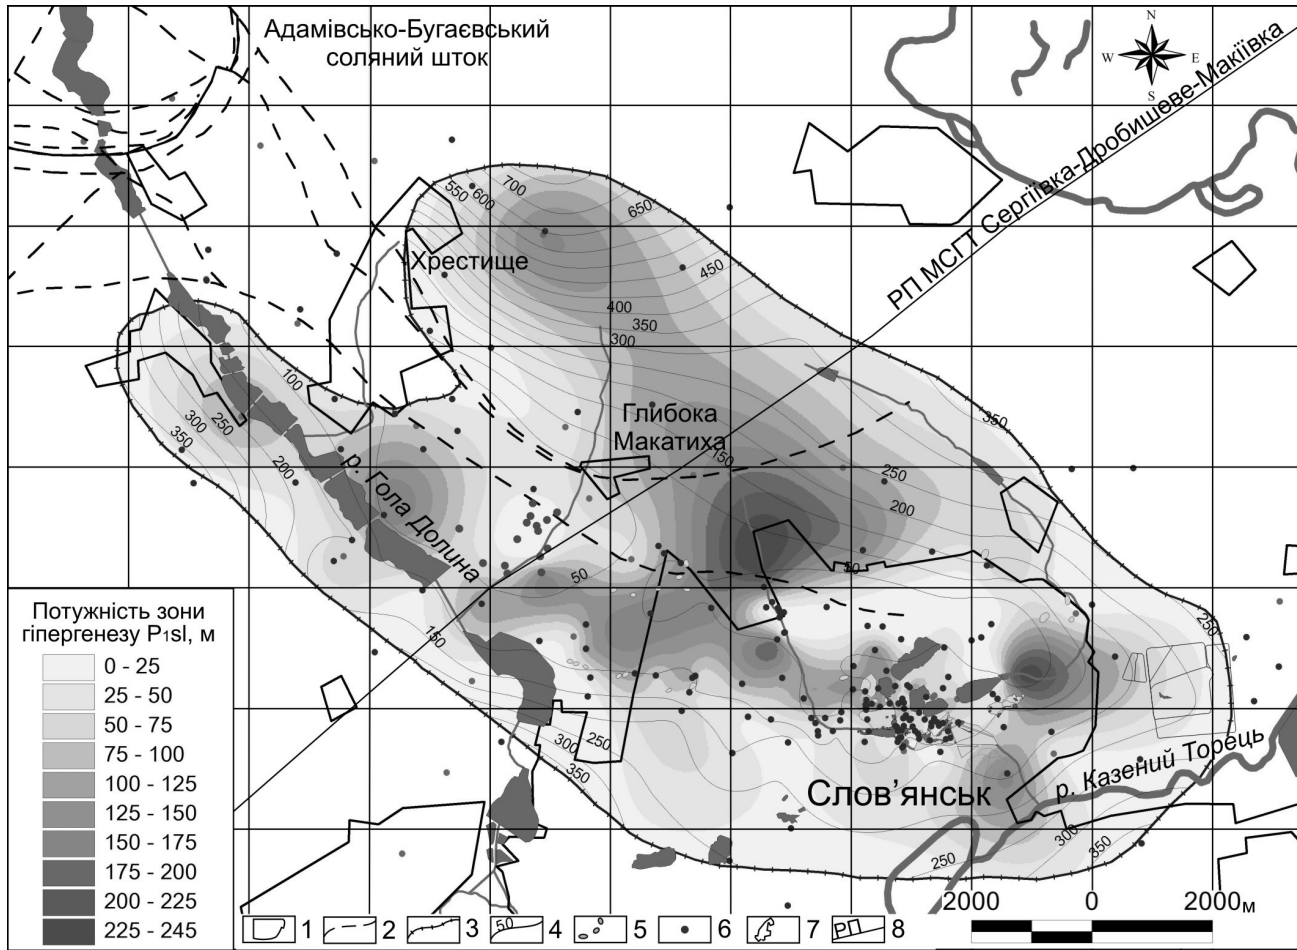 Адамівсько-Бугаєвський
соляний шток
N
W
E
S
РП МСГТ Сергіївка-Дробишеве-Макіївка
700
550
600
650
Хрестище
450
400
350
300
100
300
250
350
Глибока
Макатиха
350
150
200
250
200
р. Гола Долина
50
50
Потужність зони
гіпергенезу P₁sl, м
0 - 25
25 - 50
50 - 75
75 - 100
100 - 125
125 - 150
150 - 175
175 - 200
200 - 225
225 - 245
150
250
300
250
350
Слов'янськ
р. Казений Торець
300
250
350
2000
0
2000м
1
2
3
50
4
5
6
7
РП
8